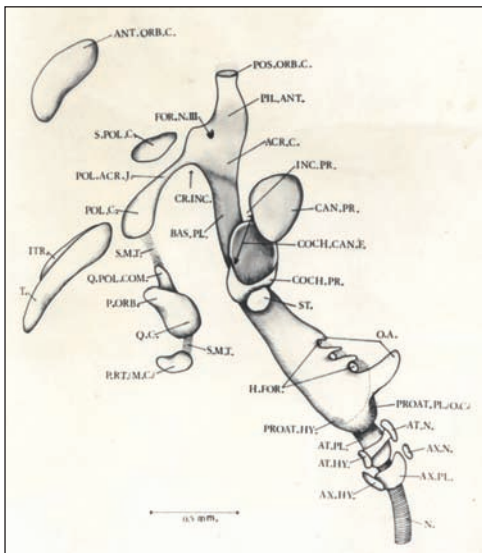 ANT. ORB. C.
POS. ORB. C.
PIL. ANT.
FOR. N. III.
S. POL. C.
ACR. C.
POL. ACR. J.
INC. PR.
CR. INC.
CAN. PR.
POL. C.
BAS. PL.
COCH. CAN. F.
ITR.
S.M.T.
T.
Q. POL. COM.
COCH. PR.
P. ORB.
ST.
Q. C.
O.A.
S.M.T.
P.RT./M.C./
H. FOR.
PROAT. PL./O.C./
PROAT. HY.
AT. N.
AT. PL.
AX. N.
AT. HY.
AX. PL.
AX. HY.
N.
0.5 mm.